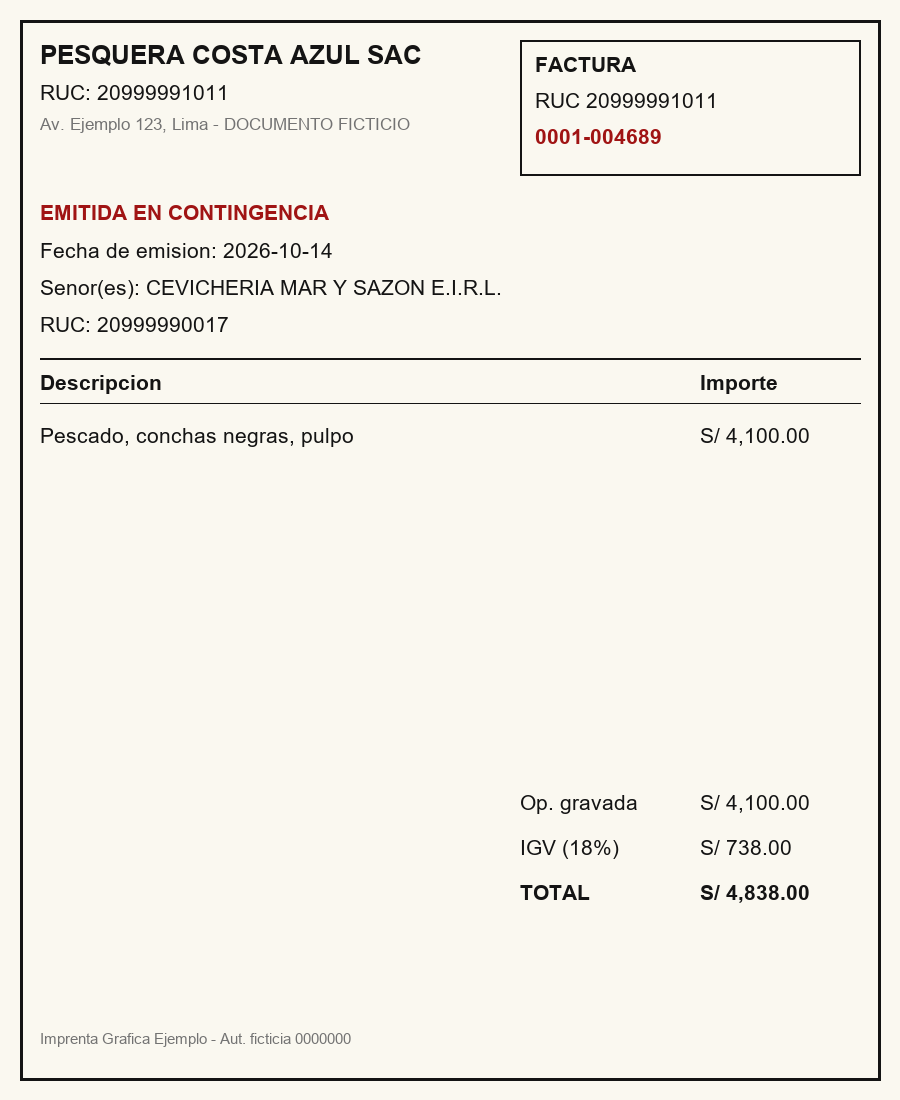 PESQUERA COSTA AZUL SAC
RUC: 20999991011
Av. Ejemplo 123, Lima - DOCUMENTO FICTICIO
FACTURA
RUC 20999991011
0001-004689
EMITIDA EN CONTINGENCIA
Fecha de emision: 2026-10-14
Senor(es): CEVICHERIA MAR Y SAZON E.I.R.L.
RUC: 20999990017
Descripcion Importe
Pescado, conchas negras, pulpo S/ 4,100.00
Op. gravada S/ 4,100.00
IGV (18%) S/ 738.00
TOTAL S/ 4,838.00
Imprenta Grafica Ejemplo - Aut. ficticia 0000000